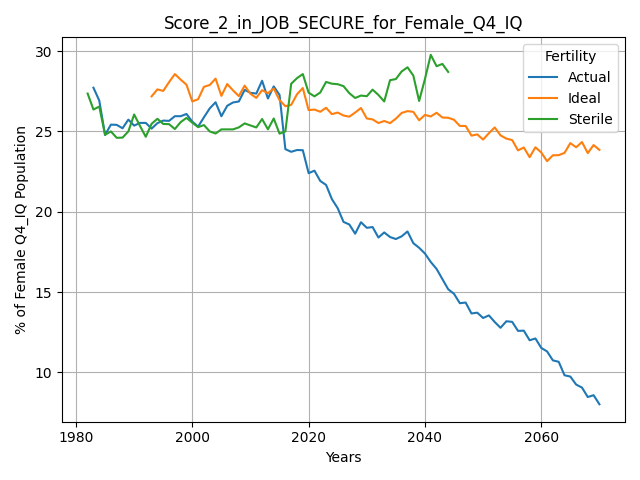 Score_2_in_JOB_SECURE_for_Female_Q4_IQ
% of Female Q4_IQ Population
30
25
20
15
10
Fertility
Actual
Ideal
Sterile
1980
2000
2020
2040
2060
Years